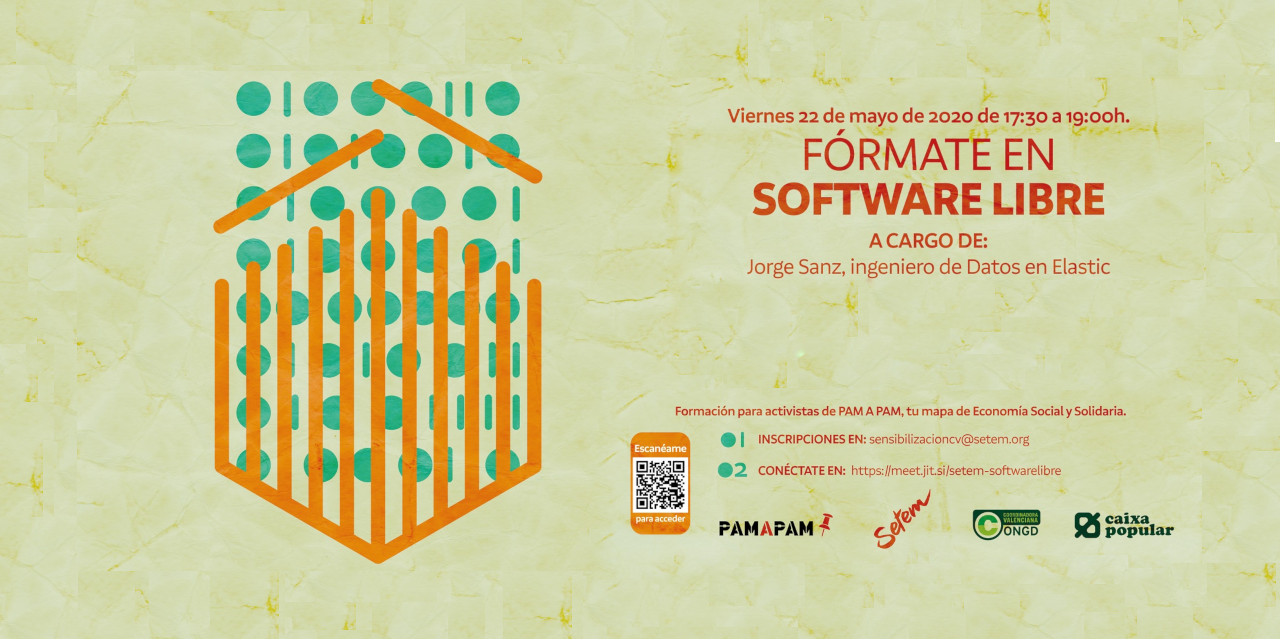 Viernes 22 de mayo de 2020 de 17:30 a 19:00h.
FÓRMATE EN
SOFTWARE LIBRE
A CARGO DE:
Jorge Sanz, ingeniero de Datos en Elastic
Formación para activistas de PAM A PAM, tu mapa de Economía Social y Solidaria.
INSCRIPCIONES EN: sensibilizacioncv@setem.org
2 CONÉCTATE EN: https://meet.jit.si/setem-softwarelibre
Escanéame
para acceder
PAMAPAM
Setem
COORDINADORA
VALENCIANA
ONGD
caixa
popular